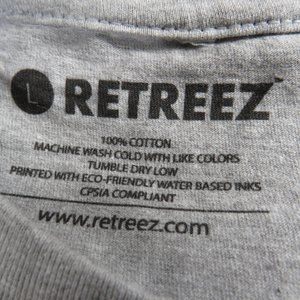 L RETREEZ™
100% COTTON
MACHINE WASH COLD WITH LIKE COLORS
TUMBLE DRY LOW
PRINTED WITH ECO-FRIENDLY WATER BASED INKS
CPSIA COMPLIANT
www.retreez.com